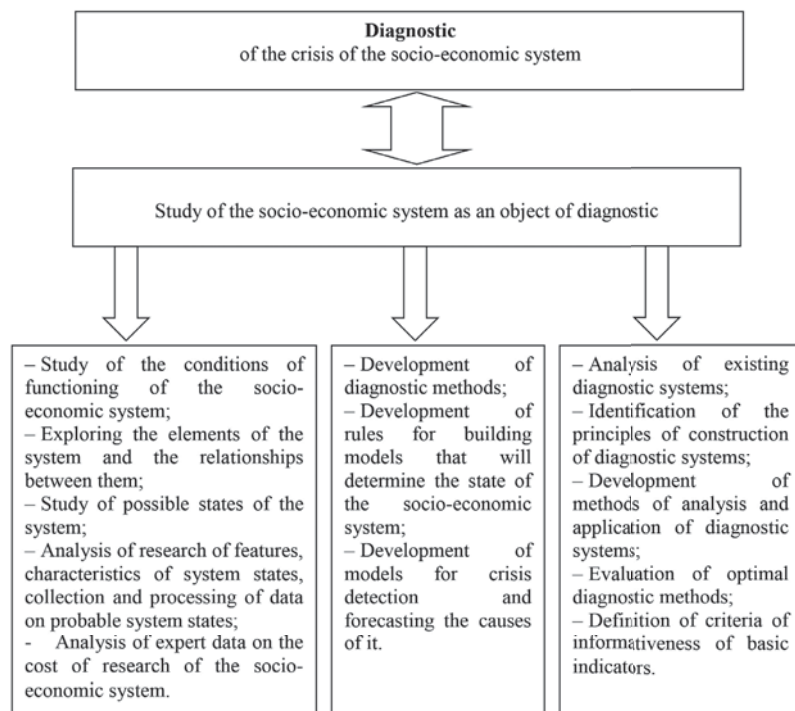 Diagnostic
of the crisis of the socio-economic system
Study of the socio-economic system as an object of diagnostic
– Study of the conditions of
functioning of the socio-
economic system;
– Exploring the elements of the
system and the relationships
between them;
– Study of possible states of the
system;
– Analysis of research of features,
characteristics of system states,
collection and processing of data
on probable system states;
- Analysis of expert data on the
cost of research of the socio-
economic system.
– Development of
diagnostic methods;
– Development of
rules for building
models that will
determine the state of
the socio-economic
system;
– Development of
models for crisis
detection and
forecasting the causes
of it.
– Analysis of existing
diagnostic systems;
– Identification of the
principles of construction
of diagnostic systems;
– Development of
methods of analysis and
application of diagnostic
systems;
– Evaluation of optimal
diagnostic methods;
– Definition of criteria of
informativeness of basic
indicators.